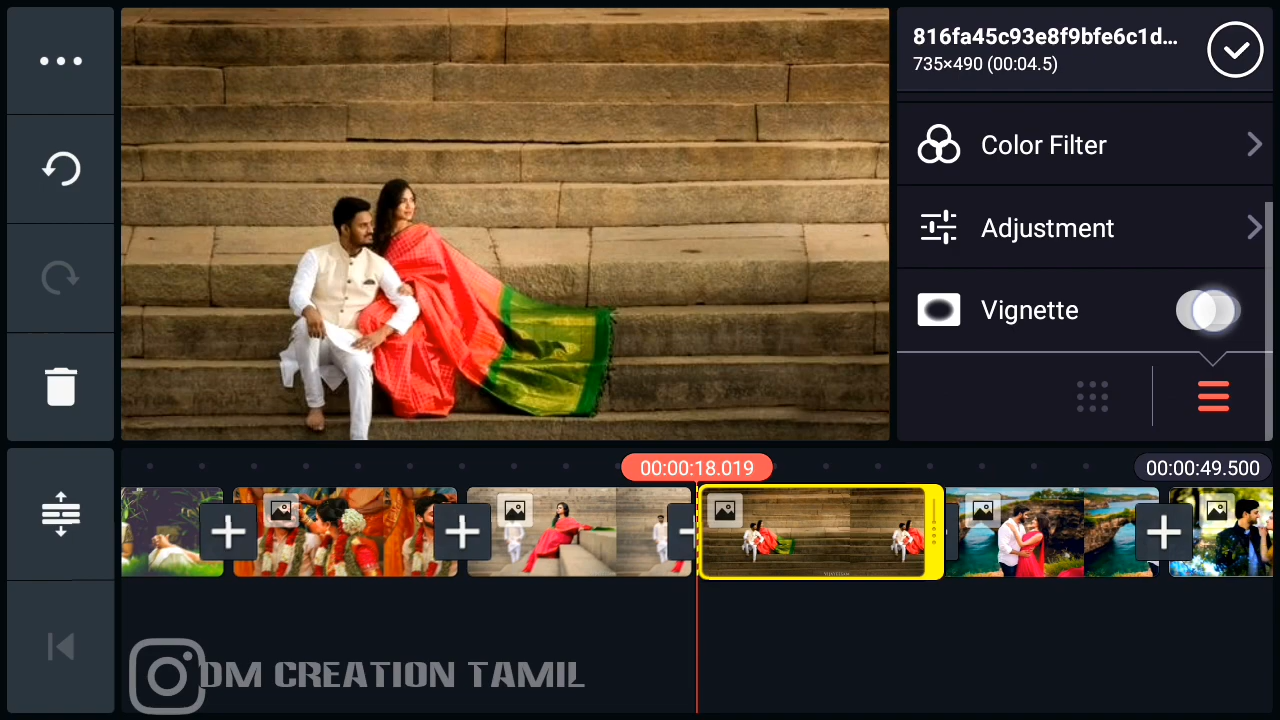 816fa45c93e8f9bfe6c1d...
735×490 (00:04.5)
Color Filter
Adjustment
Vignette
00:00:18.019
00:00:49.500
DM CREATION TAMIL